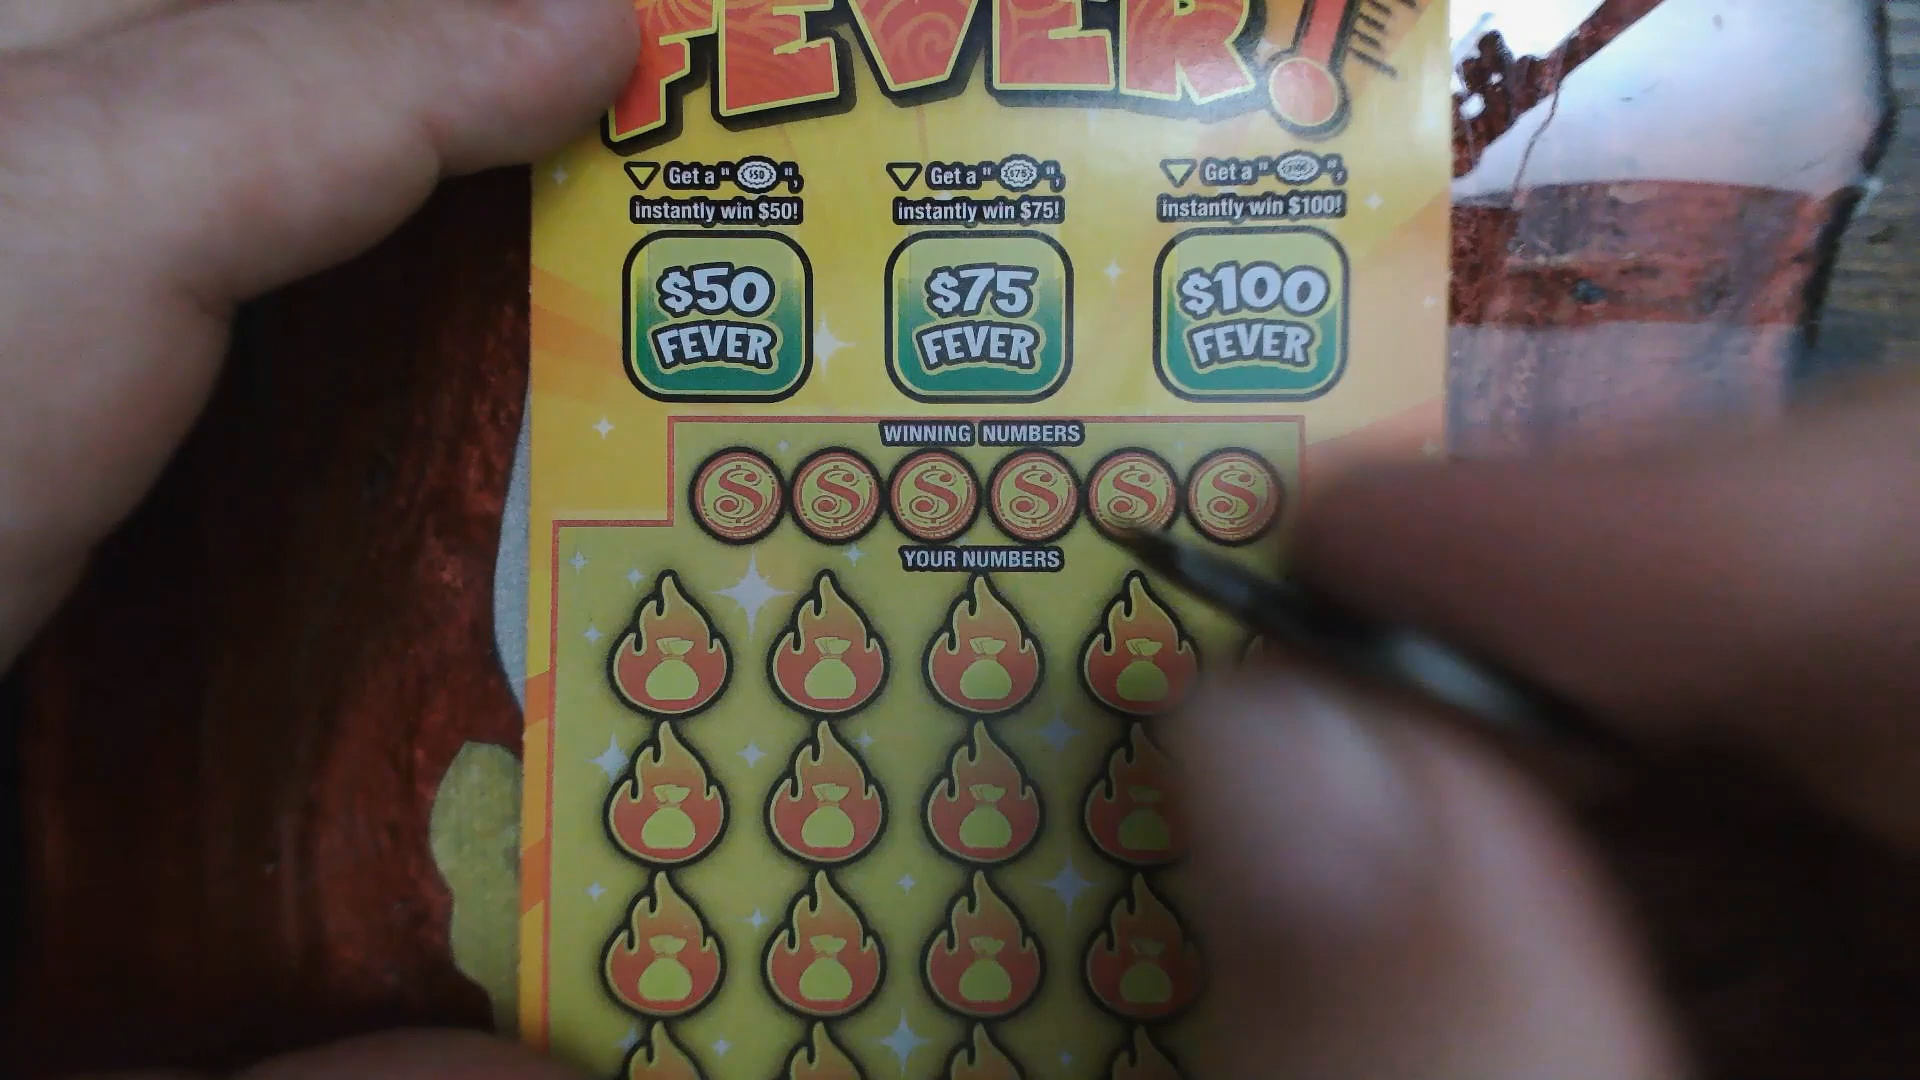 FEVER!
Get a " $50 ",
instantly win $50!
Get a " $75 ",
instantly win $75!
Get a " $100 ",
instantly win $100!
$50
FEVER
$75
FEVER
$100
FEVER
WINNING NUMBERS
S S S S S S
YOUR NUMBERS